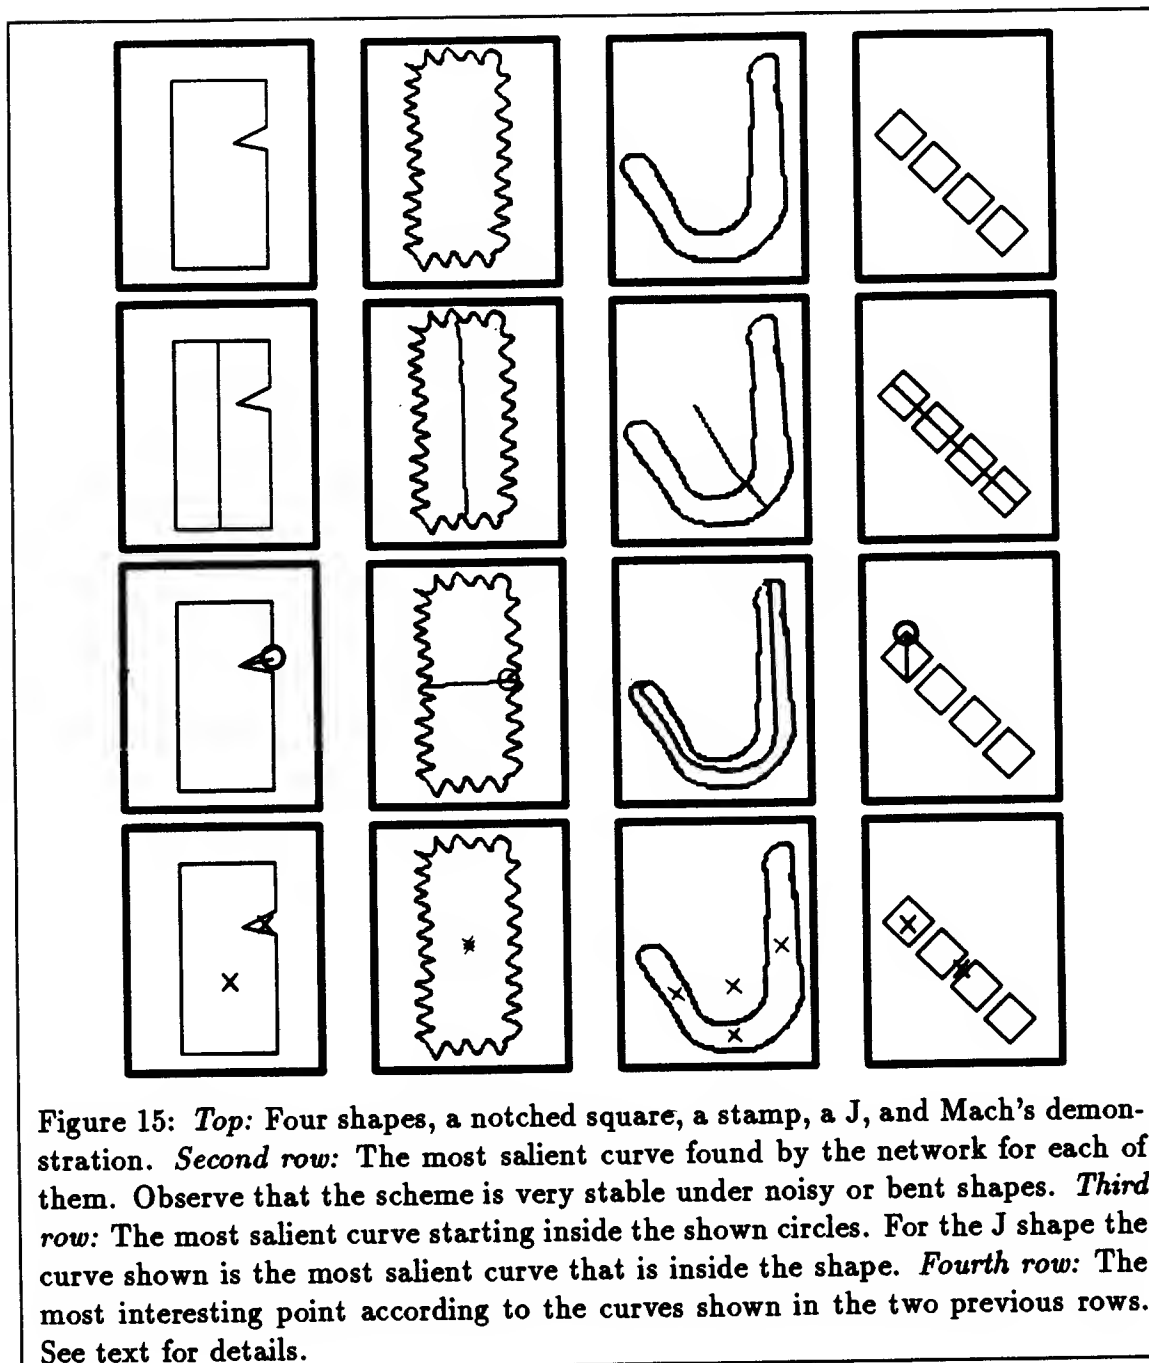 Figure 15: Top: Four shapes, a notched square, a stamp, a J, and Mach's demon-
stration. Second row: The most salient curve found by the network for each of
them. Observe that the scheme is very stable under noisy or bent shapes. Third
row: The most salient curve starting inside the shown circles. For the J shape the
curve shown is the most salient curve that is inside the shape. Fourth row: The
most interesting point according to the curves shown in the two previous rows.
See text for details.